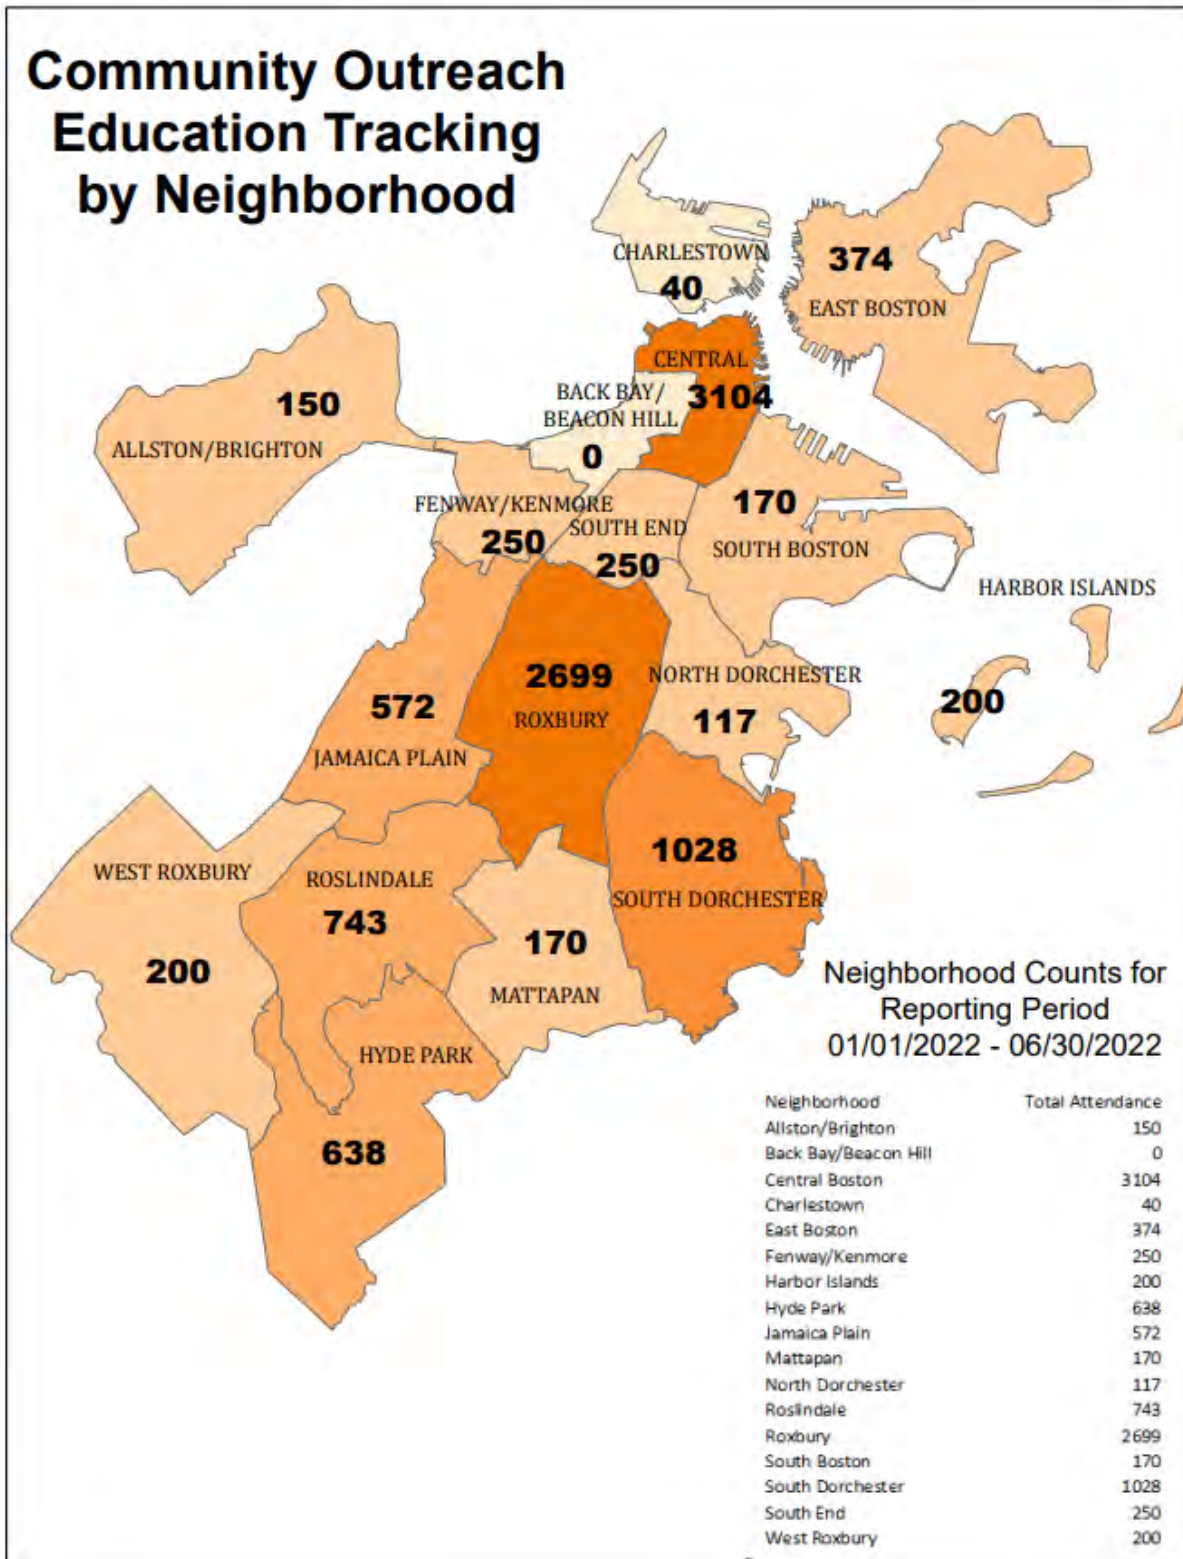 Community Outreach
Education Tracking
by Neighborhood
CHARLESTOWN
40
374
EAST BOSTON
CENTRAL
3104
BACK BAY/
BEACON HILL
0
150
ALLSTON/BRIGHTON
FENWAY/KENMORE
250
SOUTH END
250
170
SOUTH BOSTON
HARBOR ISLANDS
200
NORTH DORCHESTER
117
2699
ROXBURY
572
JAMAICA PLAIN
1028
SOUTH DORCHESTER
WEST ROXBURY
200
ROSLINDALE
743
170
MATTAPAN
HYDE PARK
638
Neighborhood Counts for
Reporting Period
01/01/2022 - 06/30/2022
Neighborhood Total Attendance
Allston/Brighton 150
Back Bay/Beacon Hill 0
Central Boston 3104
Charlestown 40
East Boston 374
Fenway/Kenmore 250
Harbor Islands 200
Hyde Park 638
Jamaica Plain 572
Mattapan 170
North Dorchester 117
Roslindale 743
Roxbury 2699
South Boston 170
South Dorchester 1028
South End 250
West Roxbury 200